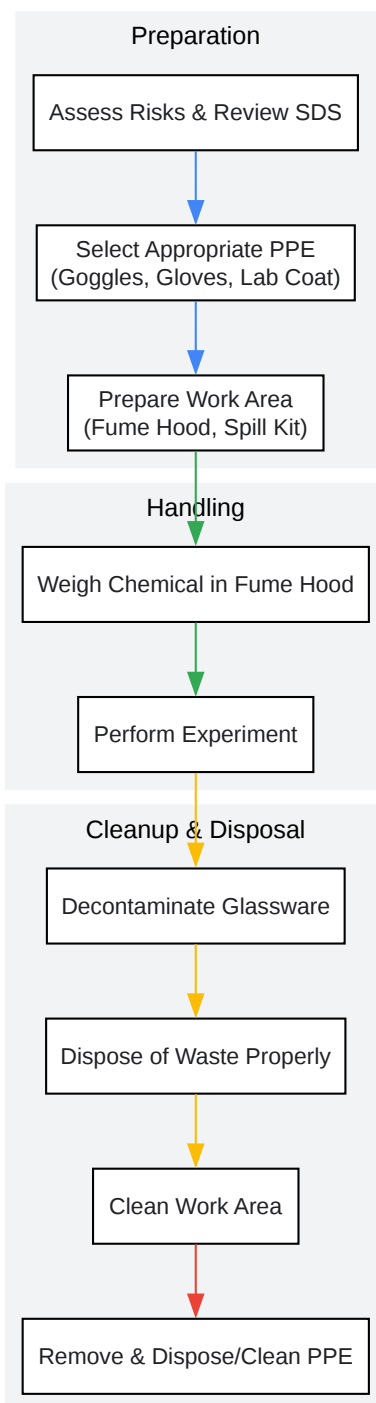 Preparation
Assess Risks & Review SDS
Select Appropriate PPE
(Goggles, Gloves, Lab Coat)
Prepare Work Area
(Fume Hood, Spill Kit)
Handling
Weigh Chemical in Fume Hood
Perform Experiment
Cleanup & Disposal
Decontaminate Glassware
Dispose of Waste Properly
Clean Work Area
Remove & Dispose/Clean PPE